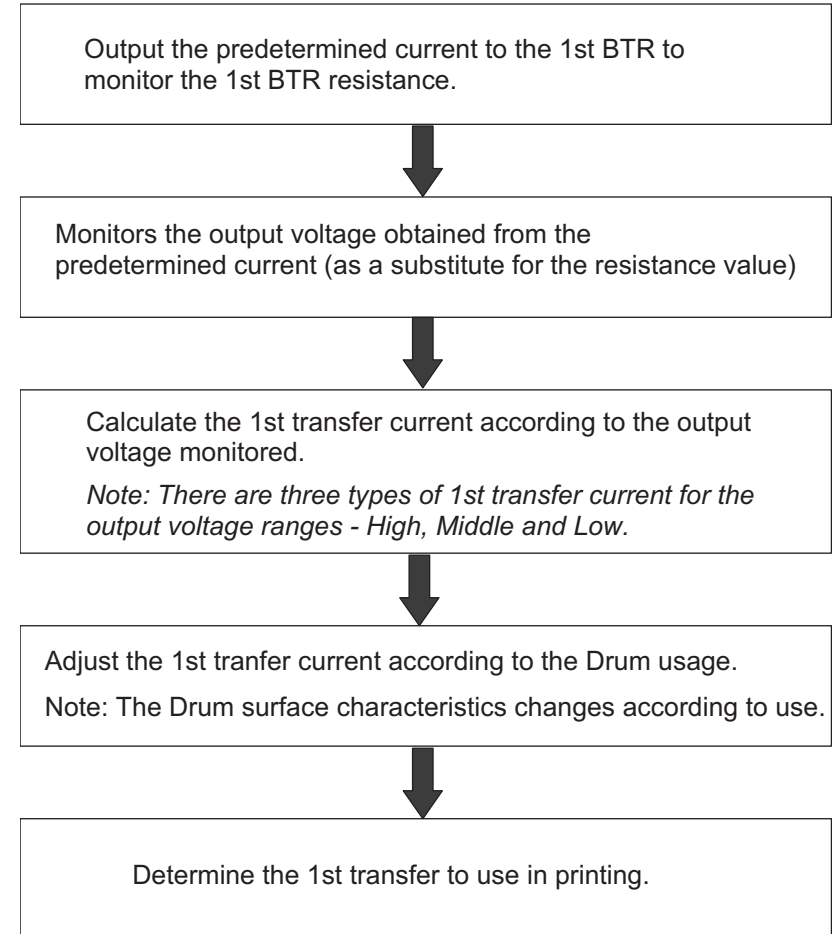 Output the predetermined current to the 1st BTR to
monitor the 1st BTR resistance.
Monitors the output voltage obtained from the
predetermined current (as a substitute for the resistance value)
Calculate the 1st transfer current according to the output
voltage monitored.
Note: There are three types of 1st transfer current for the
output voltage ranges - High, Middle and Low.
Adjust the 1st tranfer current according to the Drum usage.
Note: The Drum surface characteristics changes according to use.
Determine the 1st transfer to use in printing.